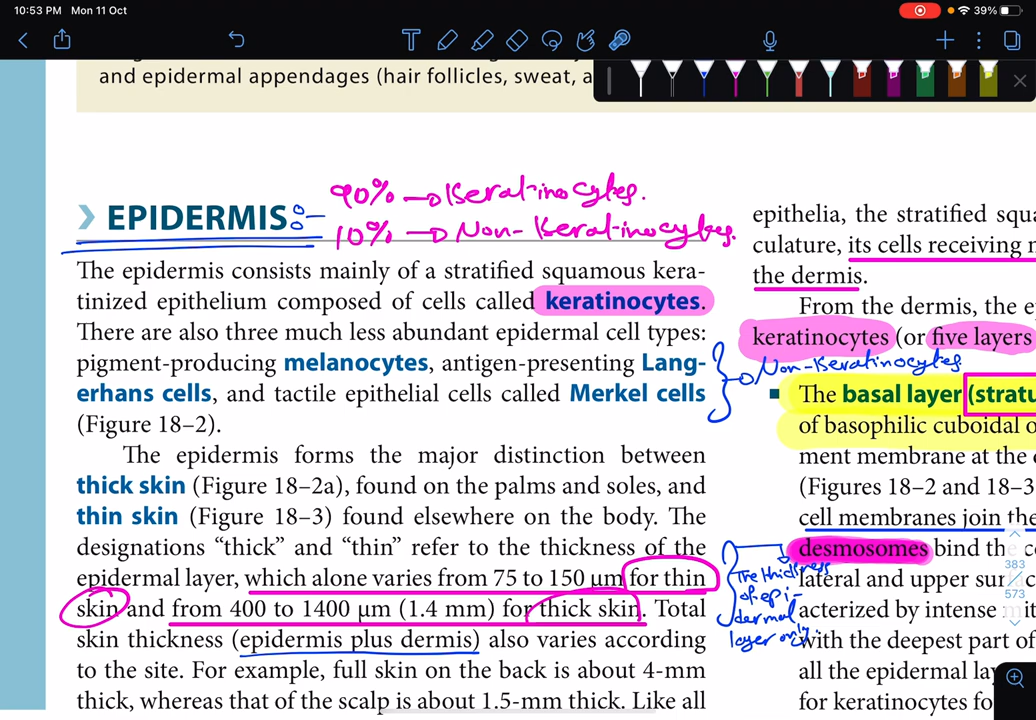 10:53 PM Mon 11 Oct
39%
and epidermal appendages (hair follicles, sweat, a
90% → Keratinocytes.
10% → Non-Keratinocytes.
EPIDERMIS
The epidermis consists mainly of a stratified squamous kera-
tinized epithelium composed of cells called keratinocytes.
There are also three much less abundant epidermal cell types:
pigment-producing melanocytes, antigen-presenting Lang-
erhans cells, and tactile epithelial cells called Merkel cells
(Figure 18–2).
The epidermis forms the major distinction between
thick skin (Figure 18–2a), found on the palms and soles, and
thin skin (Figure 18–3) found elsewhere on the body. The
designations “thick” and “thin” refer to the thickness of the
epidermal layer, which alone varies from 75 to 150 μm for thin
skin and from 400 to 1400 μm (1.4 mm) for thick skin. Total
skin thickness (epidermis plus dermis) also varies according
to the site. For example, full skin on the back is about 4-mm
thick, whereas that of the scalp is about 1.5-mm thick. Like all
Non-Keratinocytes
The thickness
of epi-
dermal
layer only.
epithelia, the stratified squa
culature, its cells receiving
the dermis.
From the dermis, the e
keratinocytes (or five layers
The basal layer (stratu
of basophilic cuboidal o
ment membrane at the
(Figures 18–2 and 18–3
cell membranes join the
desmosomes bind the c
lateral and upper sur
acterized by intense mit
with the deepest part of
all the epidermal lay
for keratinocytes fo
383
573